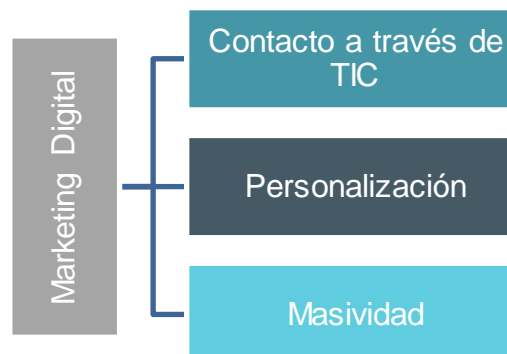 Marketing Digital
Contacto a través de
TIC
Personalización
Masividad